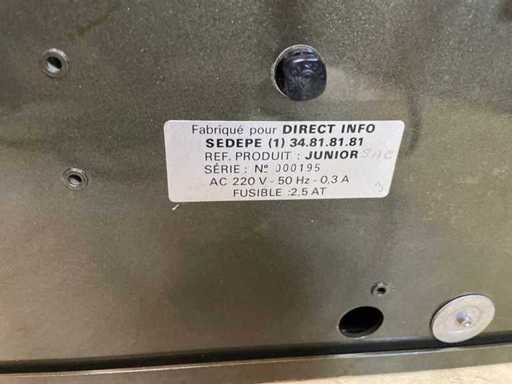 Fabriqué pour DIRECT INFO
SEDEPE (1) 34.81.81.81
REF. PRODUIT : JUNIOR
SÉRIE : Nº 000195
AC 220 V - 50 Hz - 0,3 A
FUSIBLE :2,5 AT